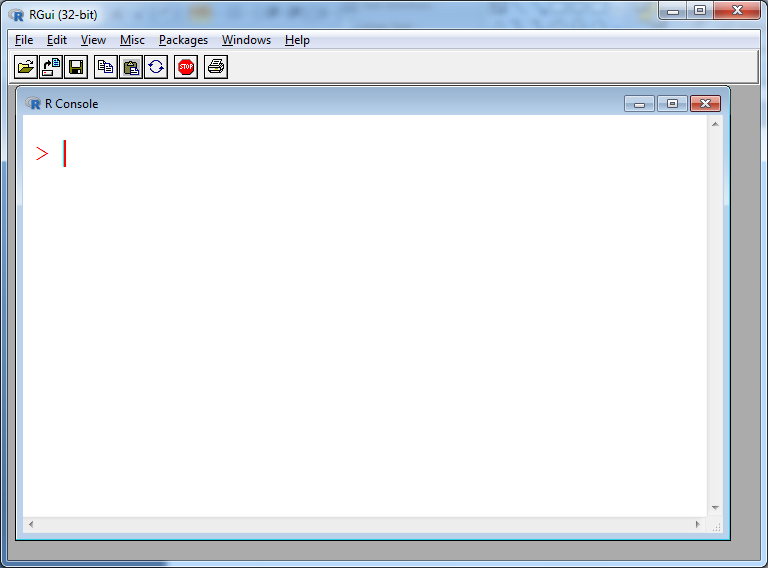 RGui (32-bit)
File Edit View Misc Packages Windows Help
STOP
R Console
>